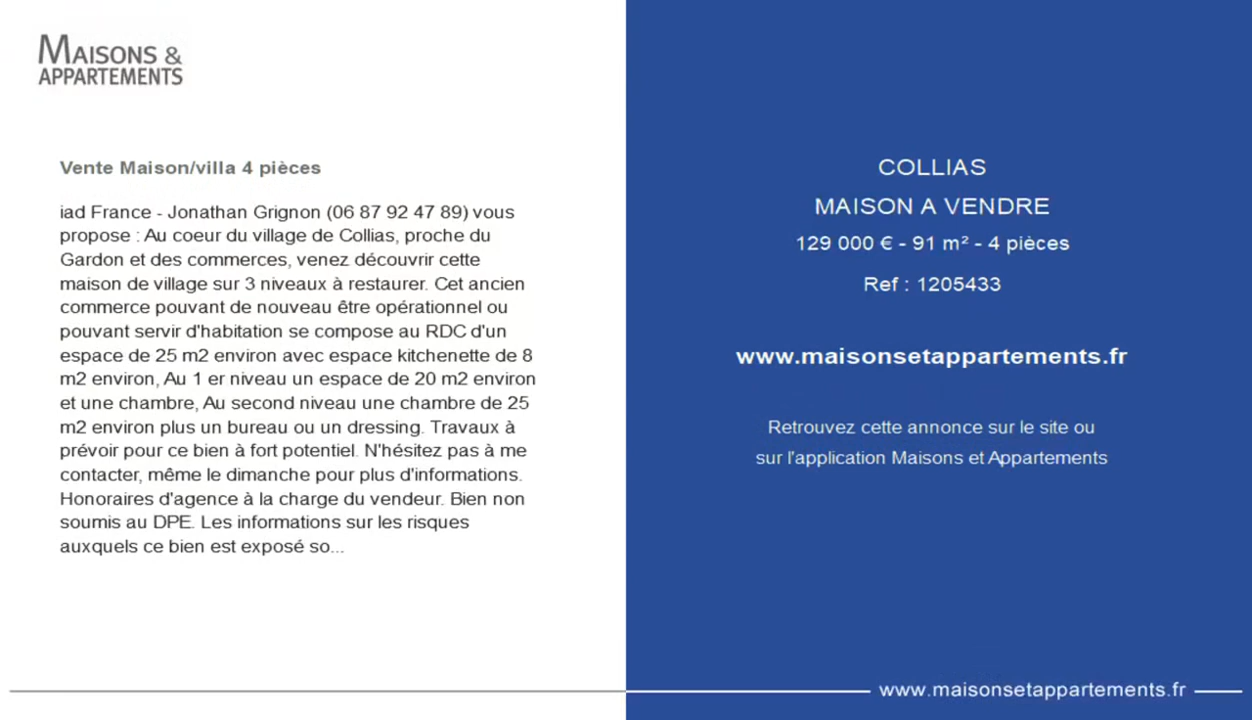 MAISONS &
APPARTEMENTS
Vente Maison/villa 4 pièces
iad France - Jonathan Grignon (06 87 92 47 89) vous
propose : Au coeur du village de Collias, proche du
Gardon et des commerces, venez découvrir cette
maison de village sur 3 niveaux à restaurer. Cet ancien
commerce pouvant de nouveau être opérationnel ou
pouvant servir d'habitation se compose au RDC d'un
espace de 25 m2 environ avec espace kitchenette de 8
m2 environ, Au 1 er niveau un espace de 20 m2 environ
et une chambre, Au second niveau une chambre de 25
m2 environ plus un bureau ou un dressing. Travaux à
prévoir pour ce bien à fort potentiel. N'hésitez pas à me
contacter, même le dimanche pour plus d'informations.
Honoraires d'agence à la charge du vendeur. Bien non
soumis au DPE. Les informations sur les risques
auxquels ce bien est exposé so...
COLLIAS
MAISON A VENDRE
129 000 € - 91 m² - 4 pièces
Ref : 1205433
www.maisonsetappartements.fr
Retrouvez cette annonce sur le site ou
sur l'application Maisons et Appartements
www.maisonsetappartements.fr